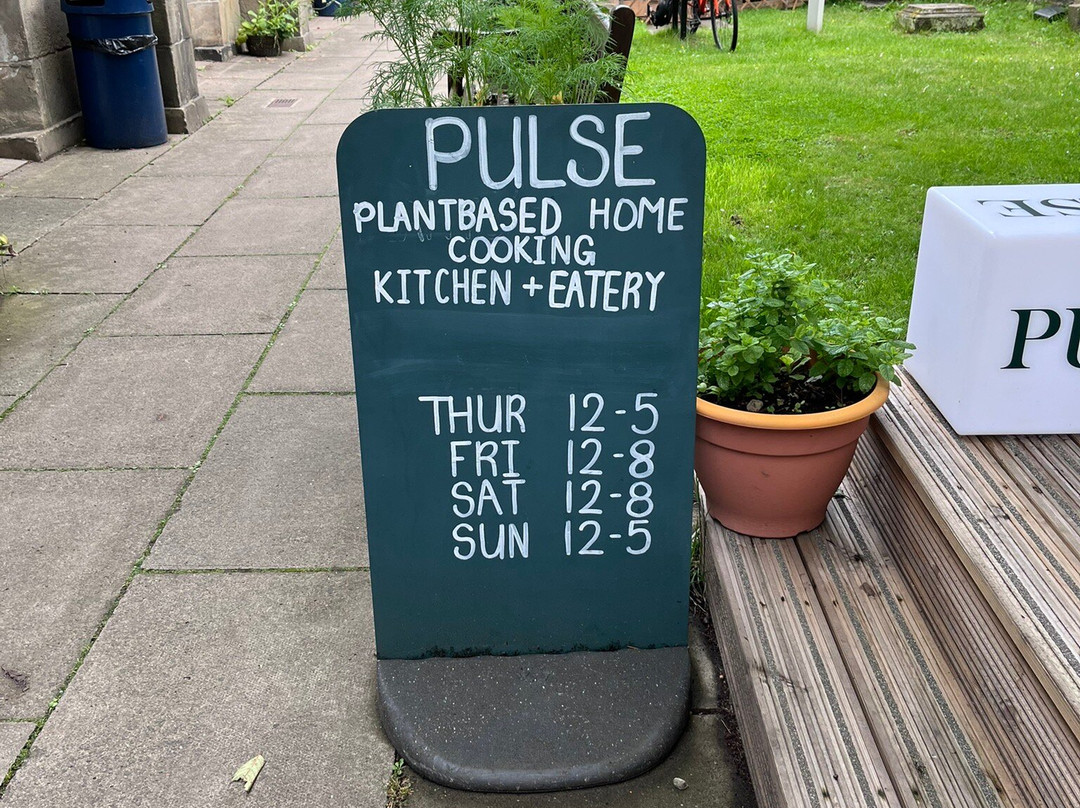 PULSE
PLANTBASED HOME
COOKING
KITCHEN + EATERY
THUR 12-5
FRI 12-8
SAT 12-8
SUN 12-5